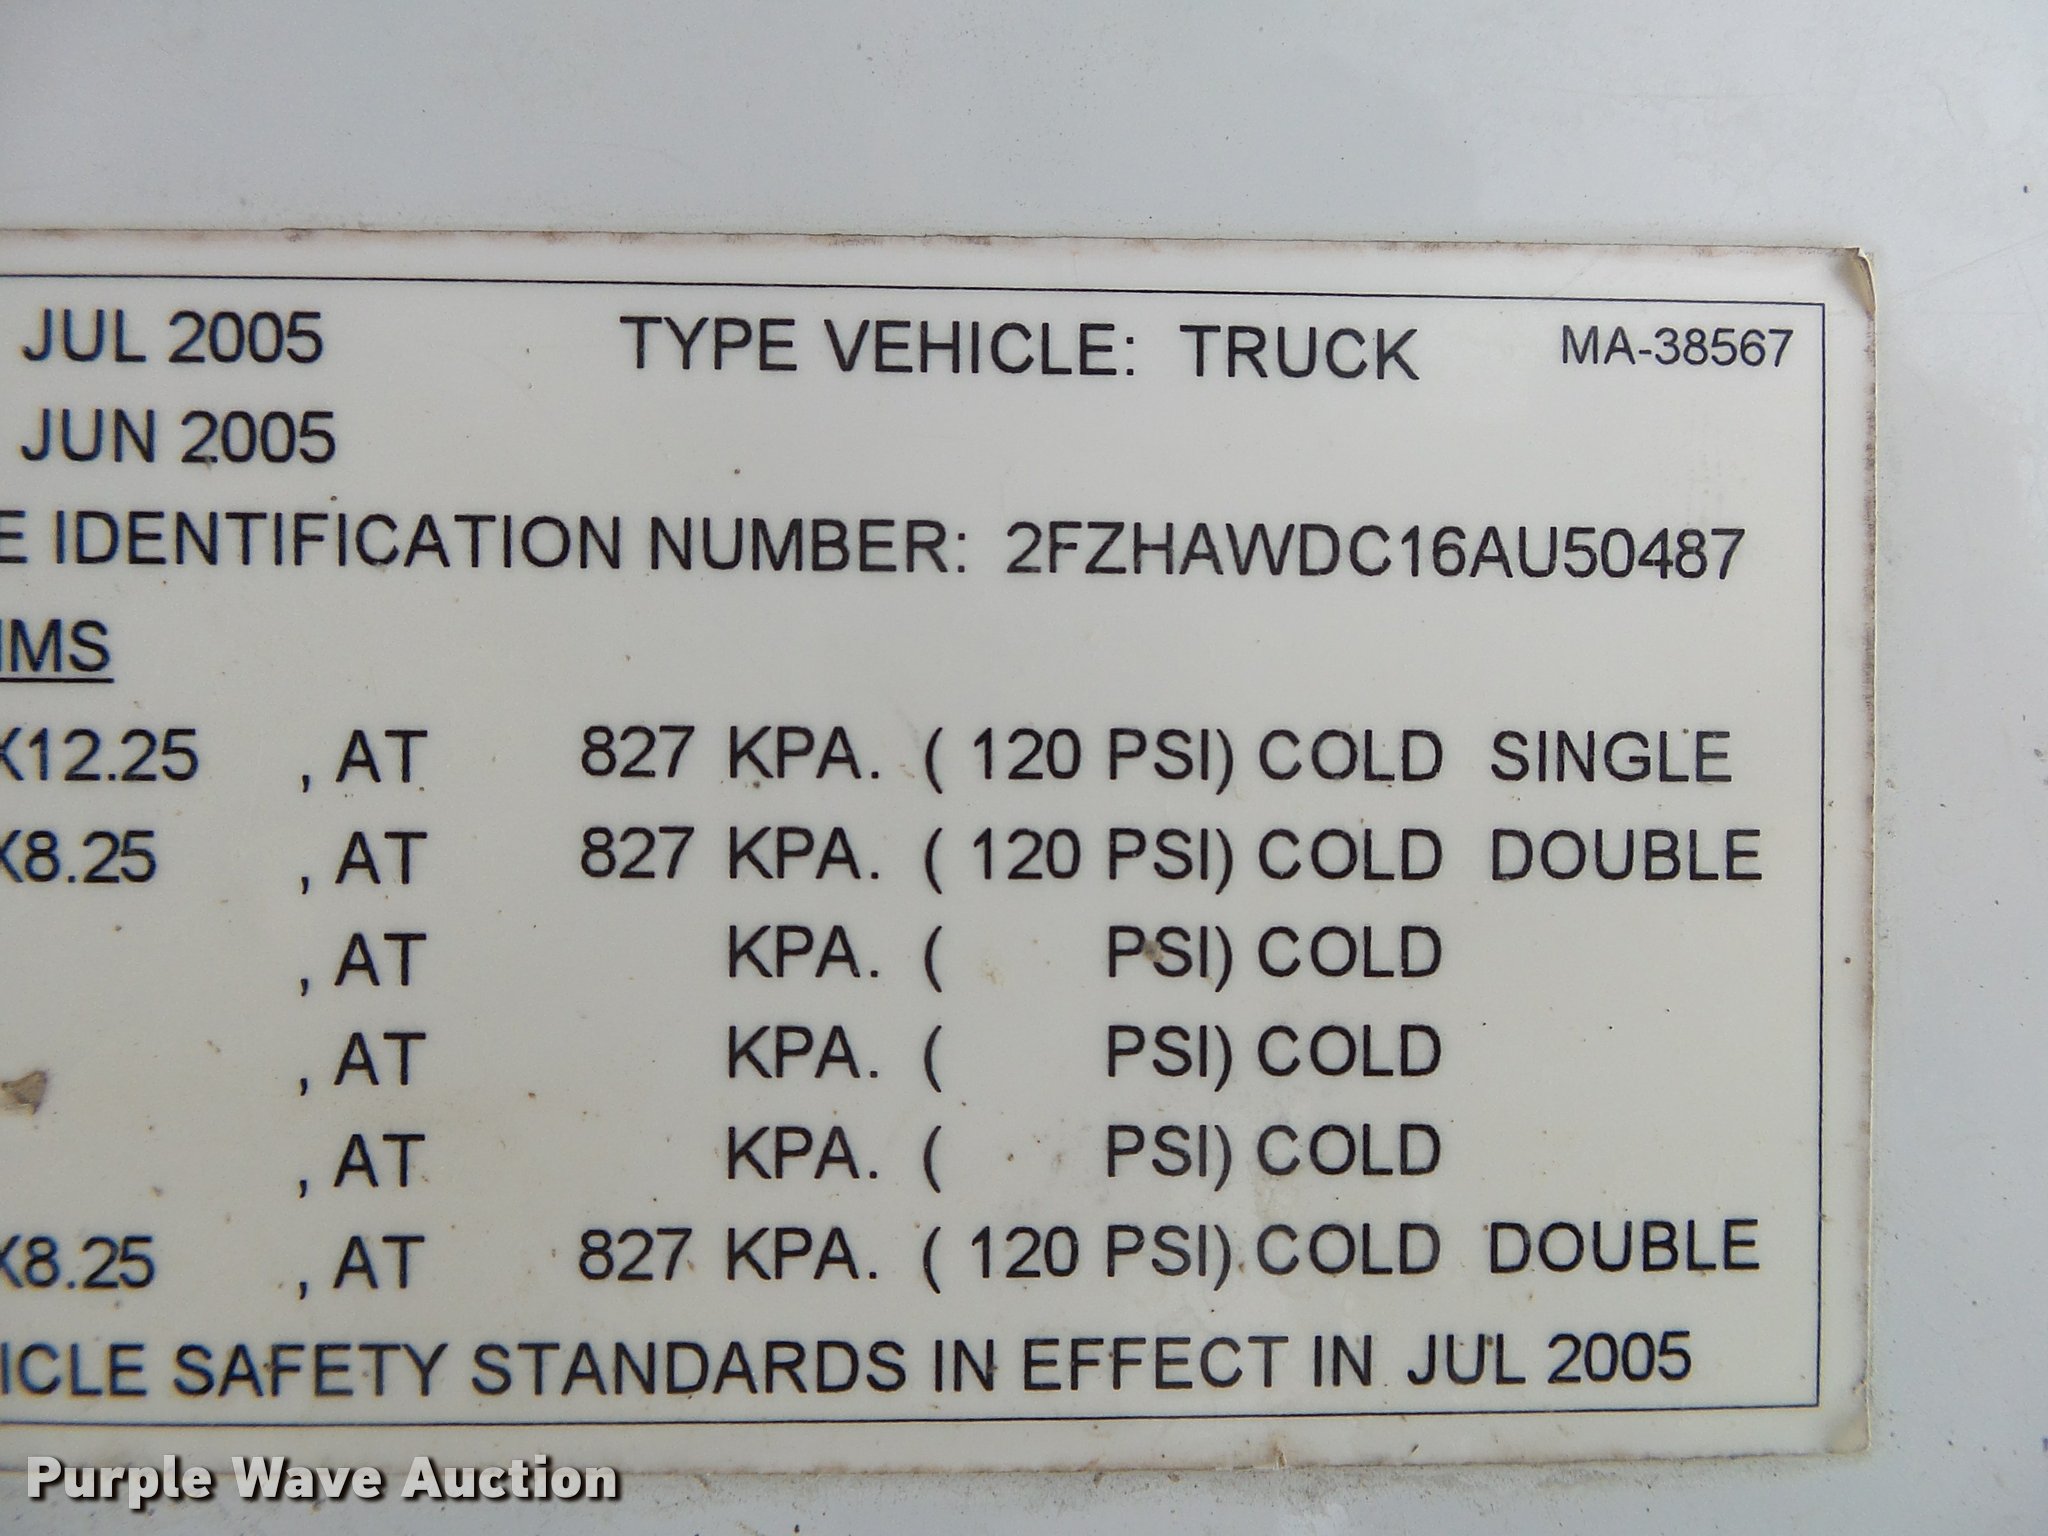 JUL 2005 TYPE VEHICLE: TRUCK MA-38567
JUN 2005
E IDENTIFICATION NUMBER: 2FZHAWDC16AU50487
IMS
X12.25 , AT 827 KPA. ( 120 PSI) COLD SINGLE
X8.25 , AT 827 KPA. ( 120 PSI) COLD DOUBLE
, AT KPA. ( PSI) COLD
, AT KPA. ( PSI) COLD
, AT KPA. ( PSI) COLD
X8.25 , AT 827 KPA. ( 120 PSI) COLD DOUBLE
ICLE SAFETY STANDARDS IN EFFECT IN JUL 2005
Purple Wave Auction